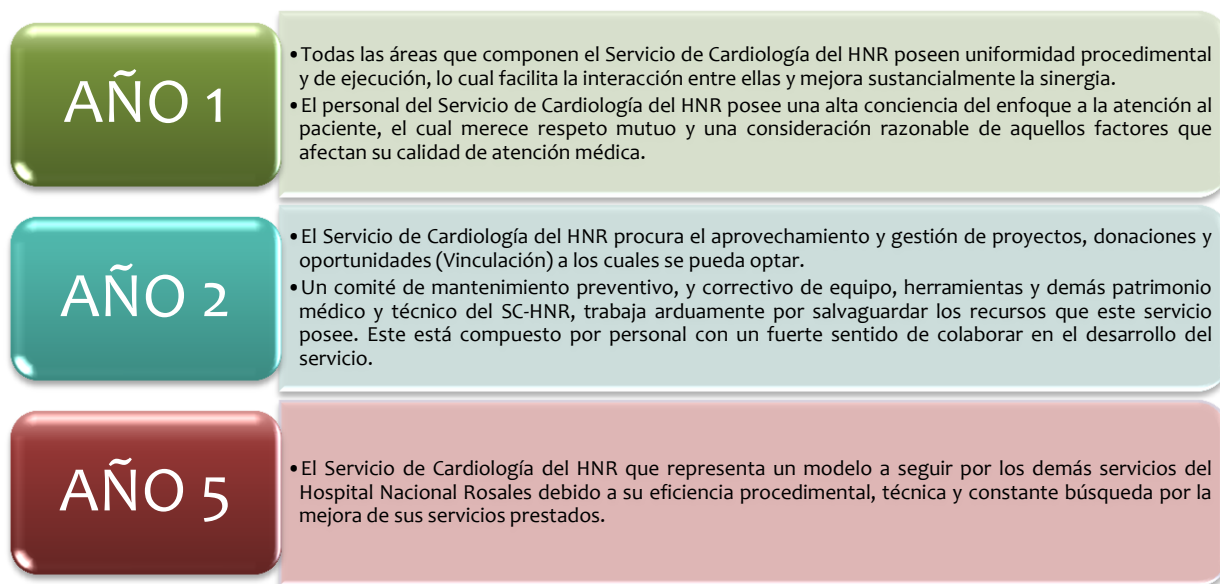 AÑO 1
•Todas las áreas que componen el Servicio de Cardiología del HNR poseen uniformidad procedimental
y de ejecución, lo cual facilita la interacción entre ellas y mejora sustancialmente la sinergia.
•El personal del Servicio de Cardiología del HNR posee una alta conciencia del enfoque a la atención al
paciente, el cual merece respeto mutuo y una consideración razonable de aquellos factores que
afectan su calidad de atención médica.
AÑO 2
•El Servicio de Cardiología del HNR procura el aprovechamiento y gestión de proyectos, donaciones y
oportunidades (Vinculación) a los cuales se pueda optar.
•Un comité de mantenimiento preventivo, y correctivo de equipo, herramientas y demás patrimonio
médico y técnico del SC-HNR, trabaja arduamente por salvaguardar los recursos que este servicio
posee. Este está compuesto por personal con un fuerte sentido de colaborar en el desarrollo del
servicio.
AÑO 5
•El Servicio de Cardiología del HNR que representa un modelo a seguir por los demás servicios del
Hospital Nacional Rosales debido a su eficiencia procedimental, técnica y constante búsqueda por la
mejora de sus servicios prestados.